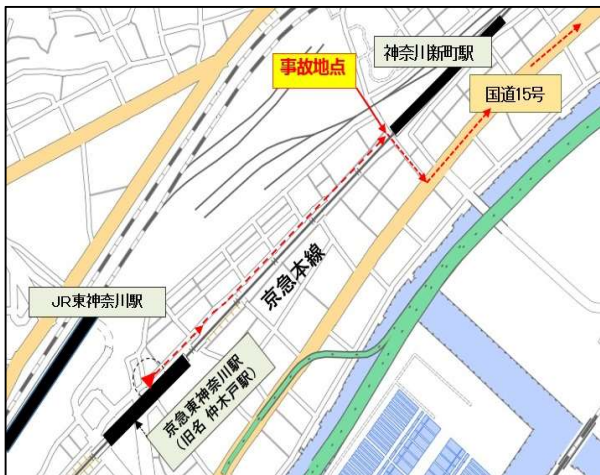 神奈川新町駅
事故地点
国道15号
京急本線
JR東神奈川駅
京急東神奈川駅
（旧名 仲木戸駅）